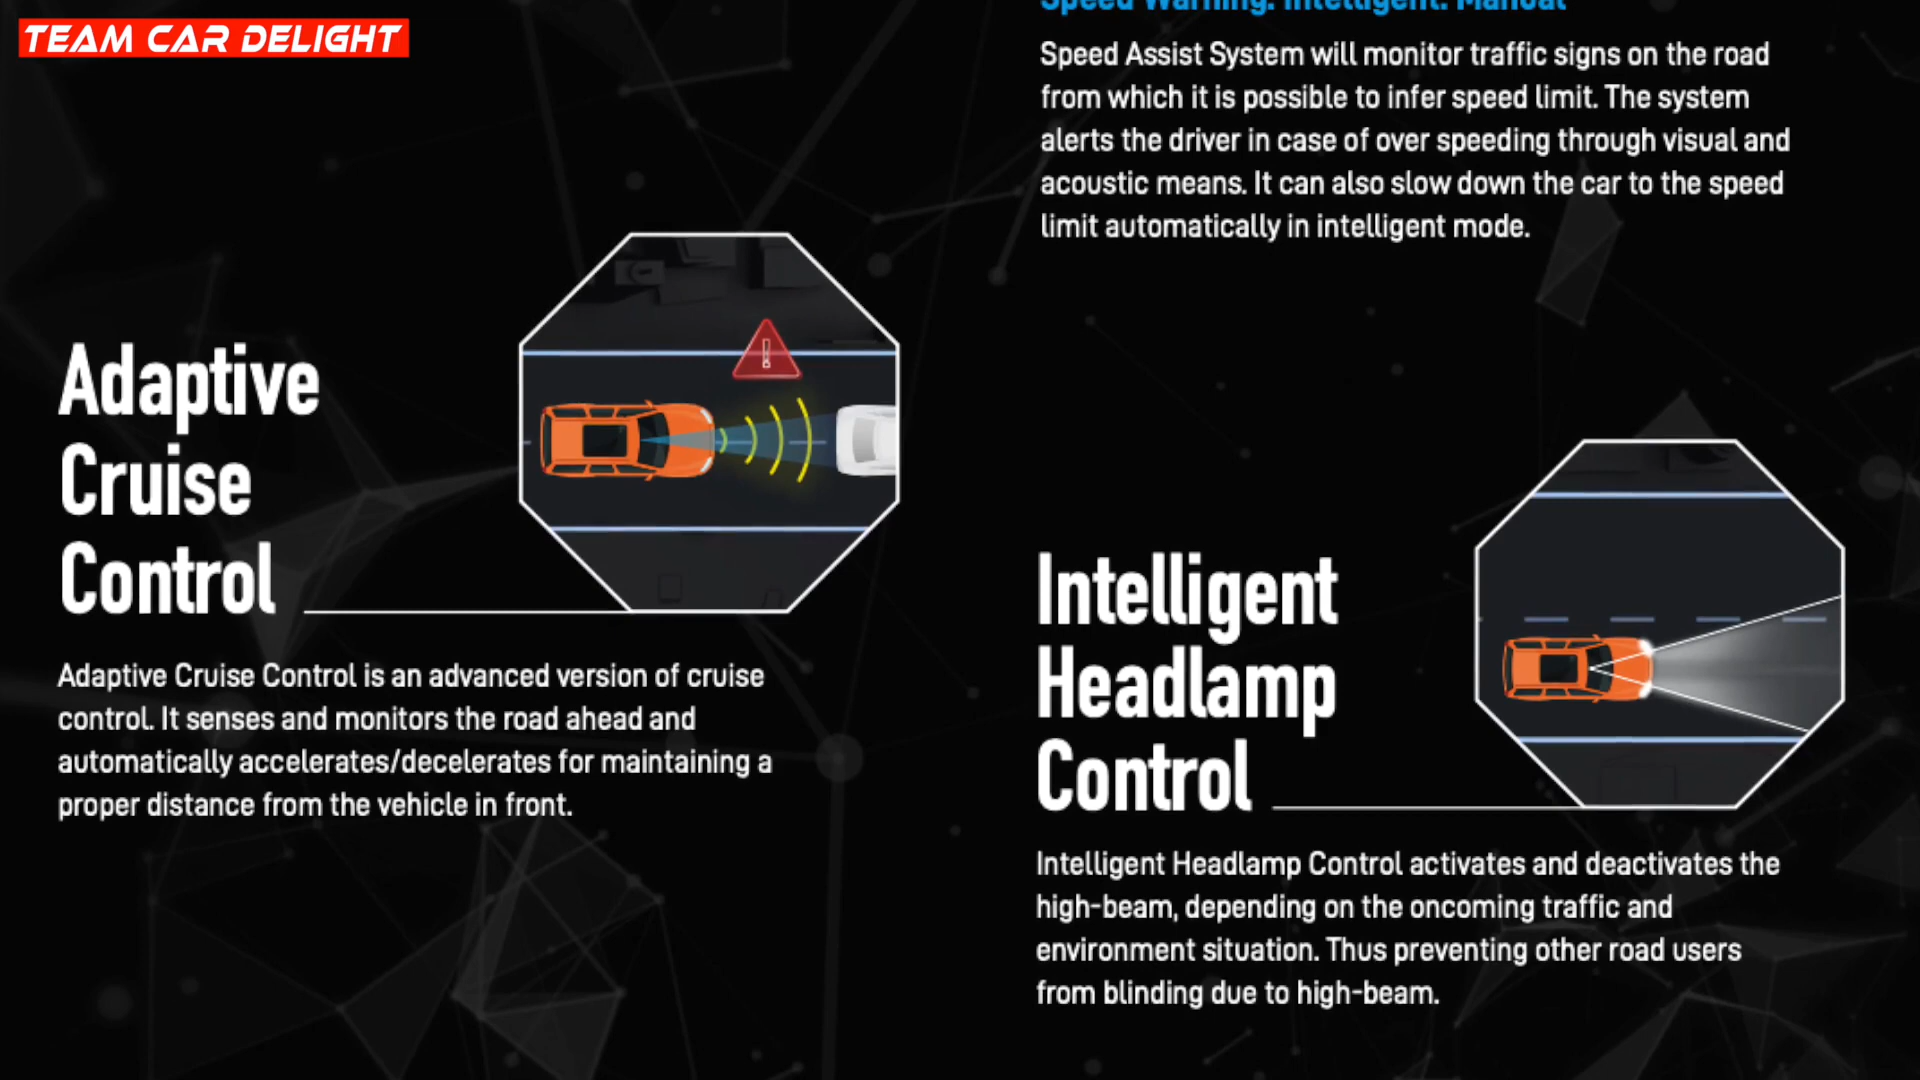 TEAM CAR DELIGHT
Speed Warning: Intelligent: Manual
Speed Assist System will monitor traffic signs on the road
from which it is possible to infer speed limit. The system
alerts the driver in case of over speeding through visual and
acoustic means. It can also slow down the car to the speed
limit automatically in intelligent mode.
Adaptive
Cruise
Control
Adaptive Cruise Control is an advanced version of cruise
control. It senses and monitors the road ahead and
automatically accelerates/decelerates for maintaining a
proper distance from the vehicle in front.
Intelligent
Headlamp
Control
Intelligent Headlamp Control activates and deactivates the
high-beam, depending on the oncoming traffic and
environment situation. Thus preventing other road users
from blinding due to high-beam.